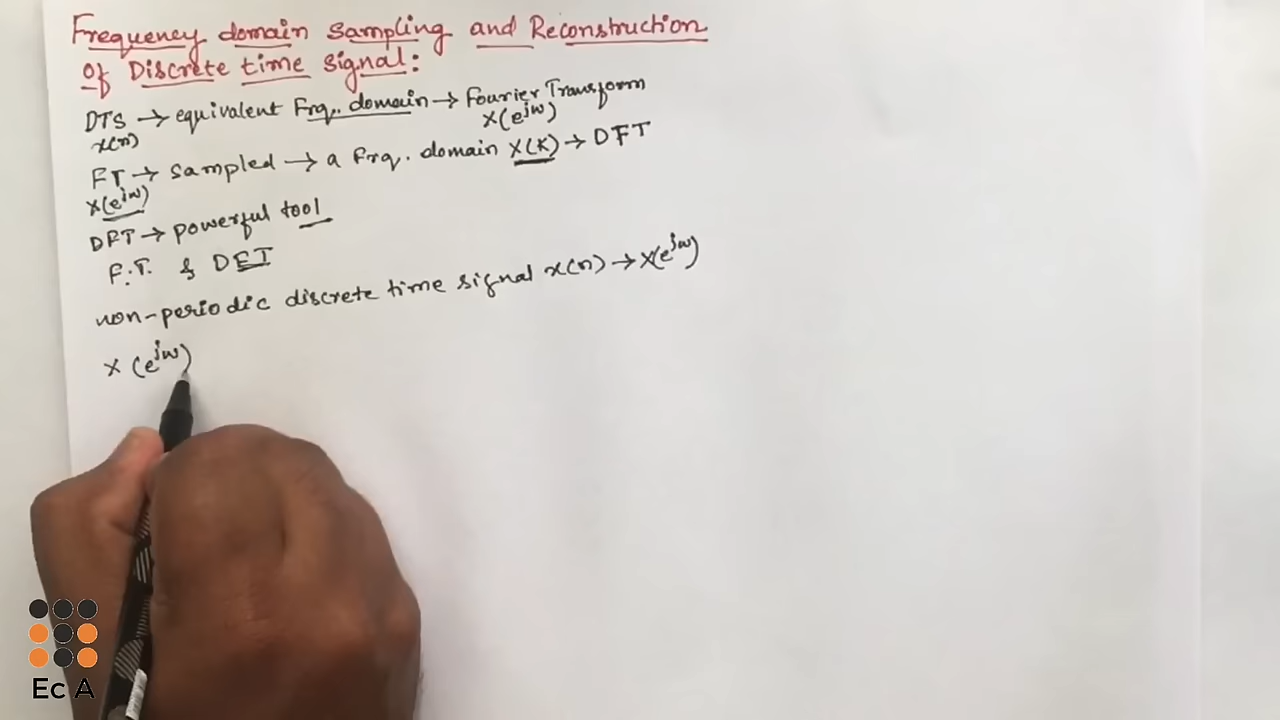 Frequency domain sampling and Reconstruction
of Discrete time signal:
DTS → equivalent Frq.. domain → Fourier Transform
x(n) X(e^jw)
FT → sampled → a frq. domain X(K) → DFT
X(e^jw)
DFT → powerful tool
F.T. & DFT
non-periodic discrete time signal x(n) → X(e^jw)
X(e^jw)
Ec A